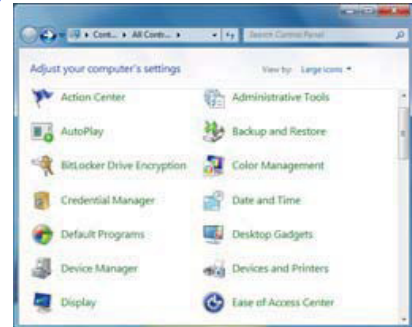 Cont... All Contr...
Search Control Panel
Adjust your computer's settings
View by: Large icons
Action Center Administrative Tools
AutoPlay Backup and Restore
BitLocker Drive Encryption Color Management
Credential Manager Date and Time
Default Programs Desktop Gadgets
Device Manager Devices and Printers
Display Ease of Access Center